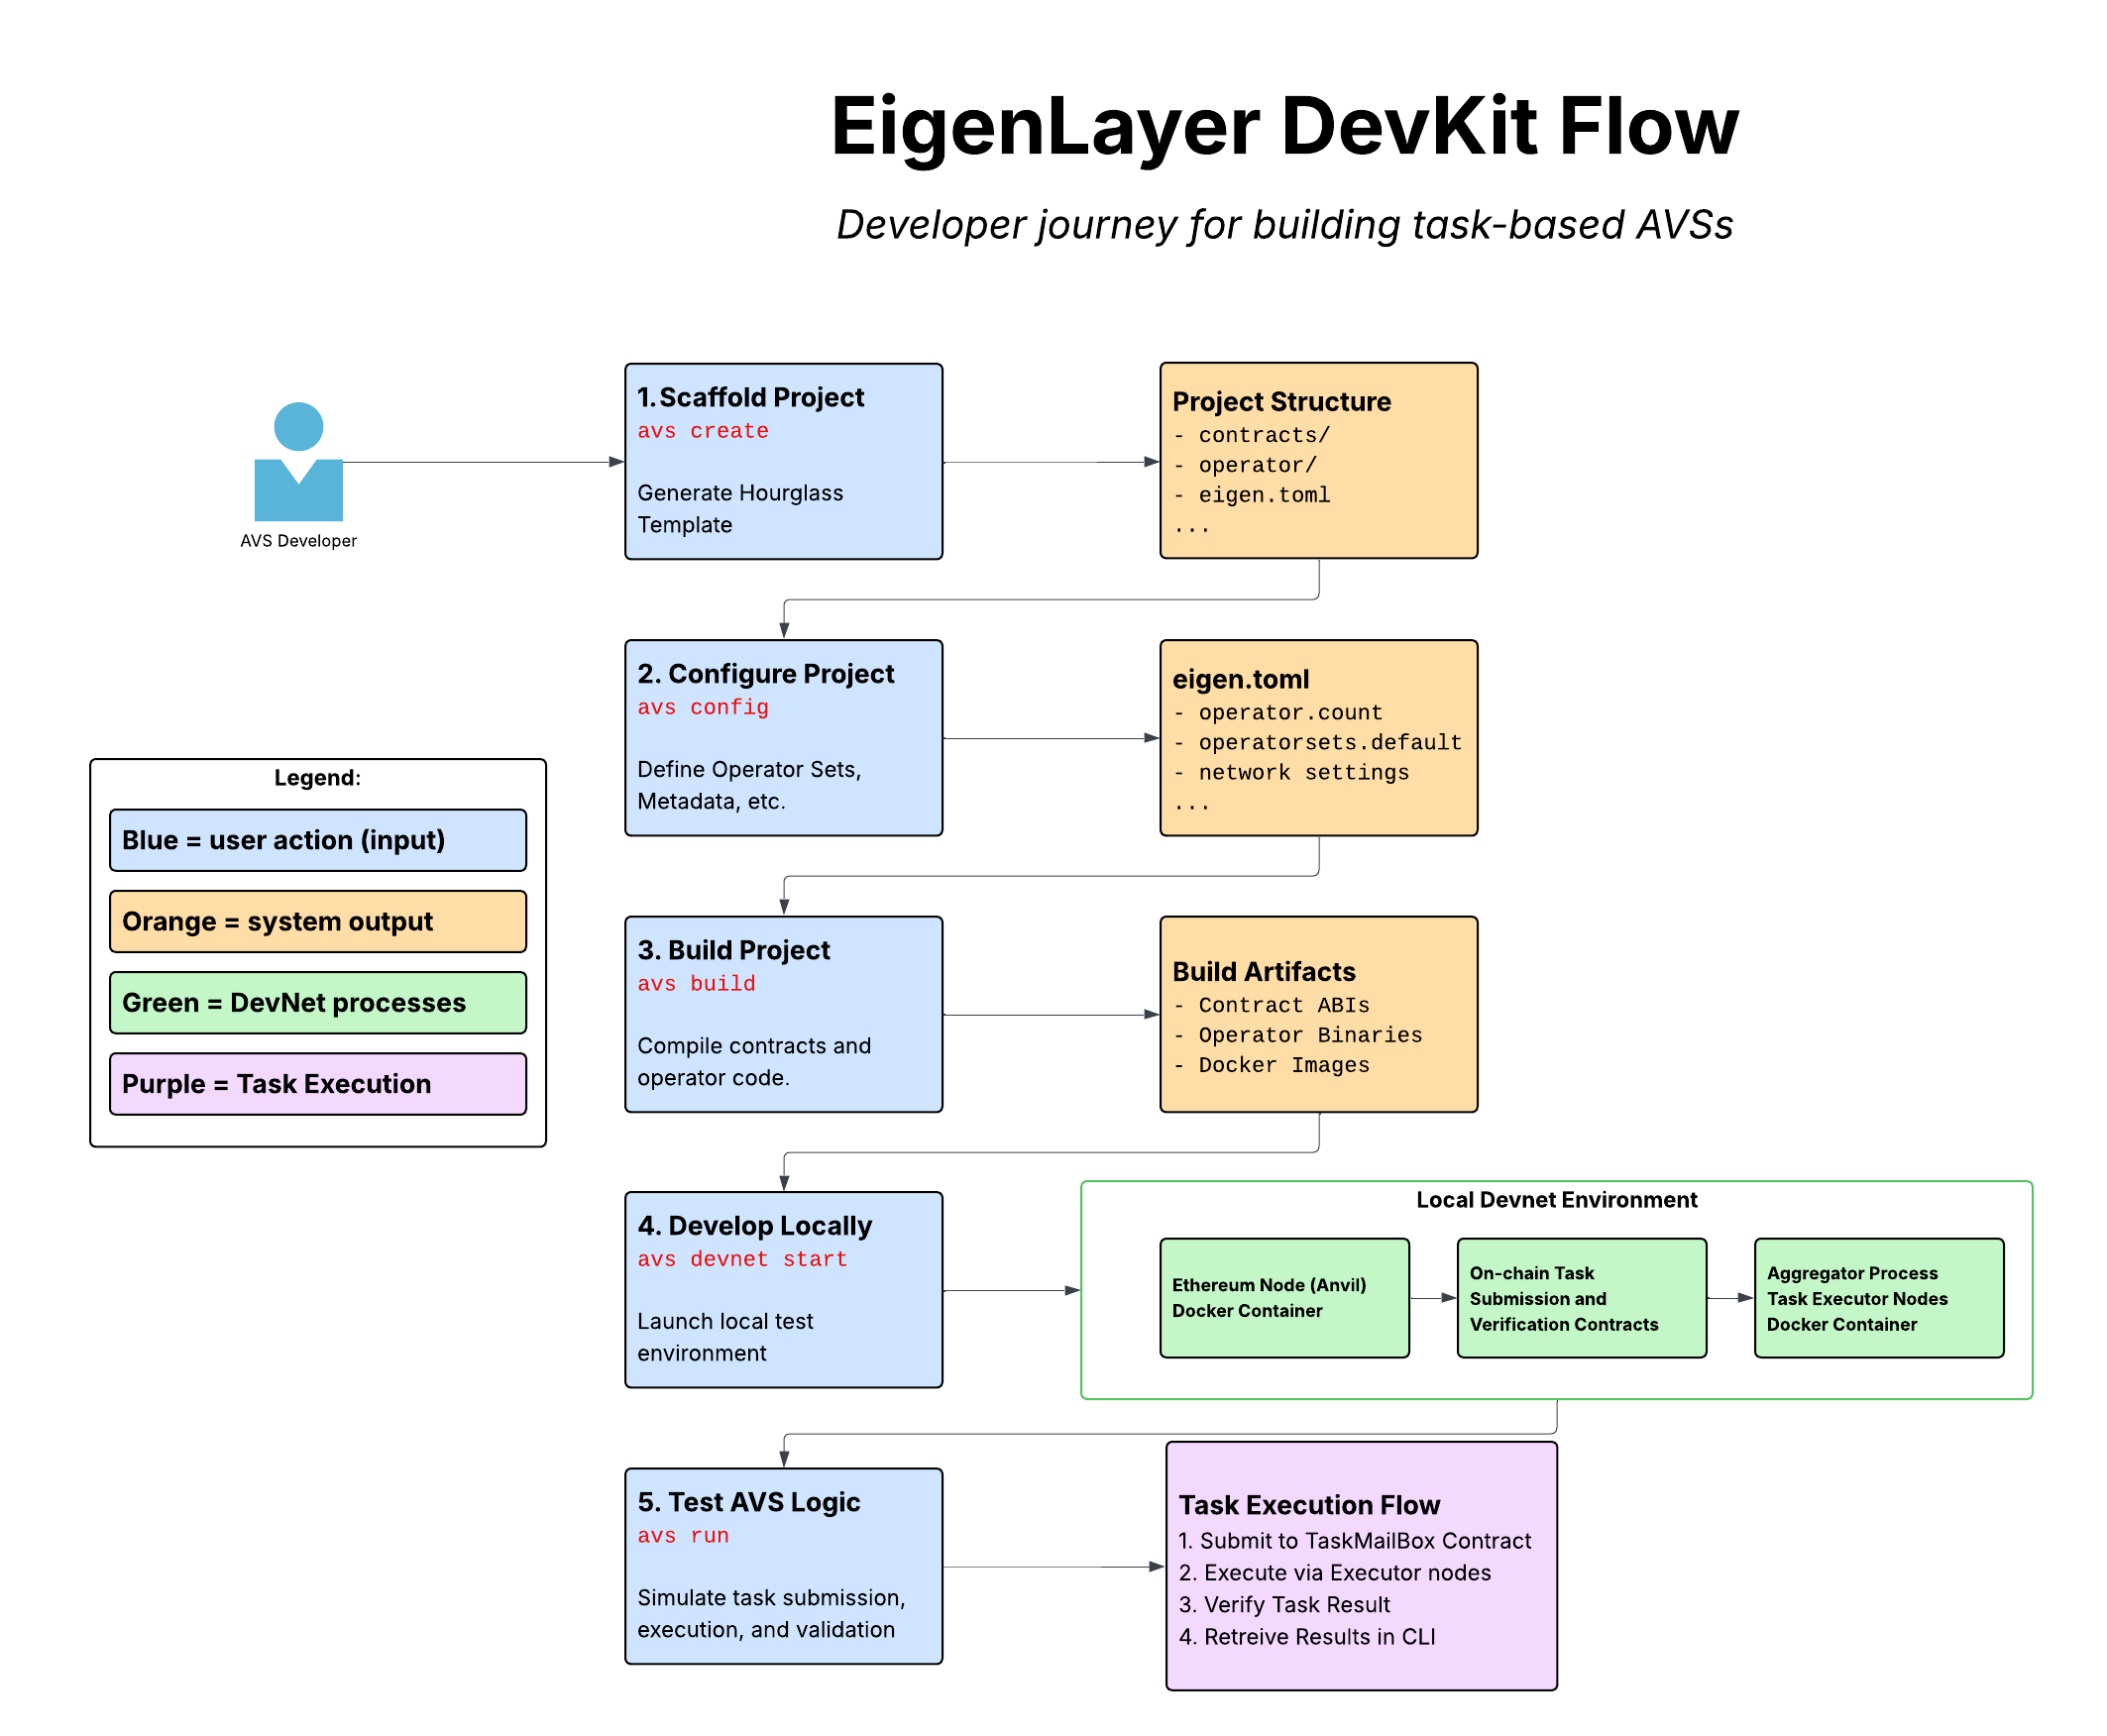 EigenLayer DevKit Flow
Developer journey for building task-based AVSs
AVS Developer
1. Scaffold Project
avs create
Generate Hourglass
Template
Project Structure
- contracts/
- operator/
- eigen.toml
...
2. Configure Project
avs config
Define Operator Sets,
Metadata, etc.
eigen.toml
- operator.count
- operatorsets.default
- network settings
...
Legend:
Blue = user action (input)
Orange = system output
Green = DevNet processes
Purple = Task Execution
3. Build Project
avs build
Compile contracts and
operator code.
Build Artifacts
- Contract ABIs
- Operator Binaries
- Docker Images
4. Develop Locally
avs devnet start
Launch local test
environment
Local Devnet Environment
Ethereum Node (Anvil)
Docker Container
On-chain Task
Submission and
Verification Contracts
Aggregator Process
Task Executor Nodes
Docker Container
5. Test AVS Logic
avs run
Simulate task submission,
execution, and validation
Task Execution Flow
1. Submit to TaskMailBox Contract
2. Execute via Executor nodes
3. Verify Task Result
4. Retreive Results in CLI